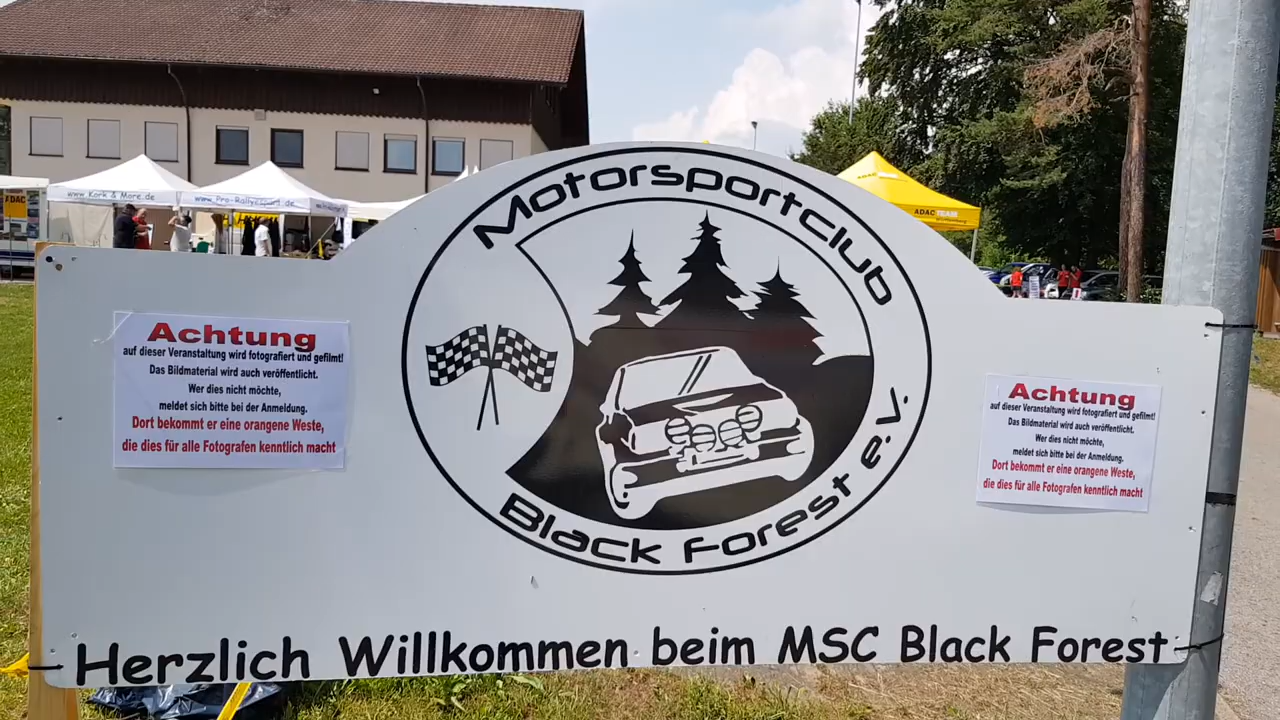 www.Kork & More.de
www.Pro-Rallyesport.de
ADAC
ADAC TEAM
Motorsportclub
Black Forest e.V.
Achtung
auf dieser Veranstaltung wird fotografiert und gefilmt!
Das Bildmaterial wird auch veröffentlicht.
Wer dies nicht möchte,
meldet sich bitte bei der Anmeldung.
Dort bekommt er eine orangene Weste,
die dies für alle Fotografen kenntlich macht
Achtung
auf dieser Veranstaltung wird fotografiert und gefilmt!
Das Bildmaterial wird auch veröffentlicht.
Wer dies nicht möchte,
meldet sich bitte bei der Anmeldung.
Dort bekommt er eine orangene Weste,
die dies für alle Fotografen kenntlich macht
Herzlich Willkommen beim MSC Black Forest